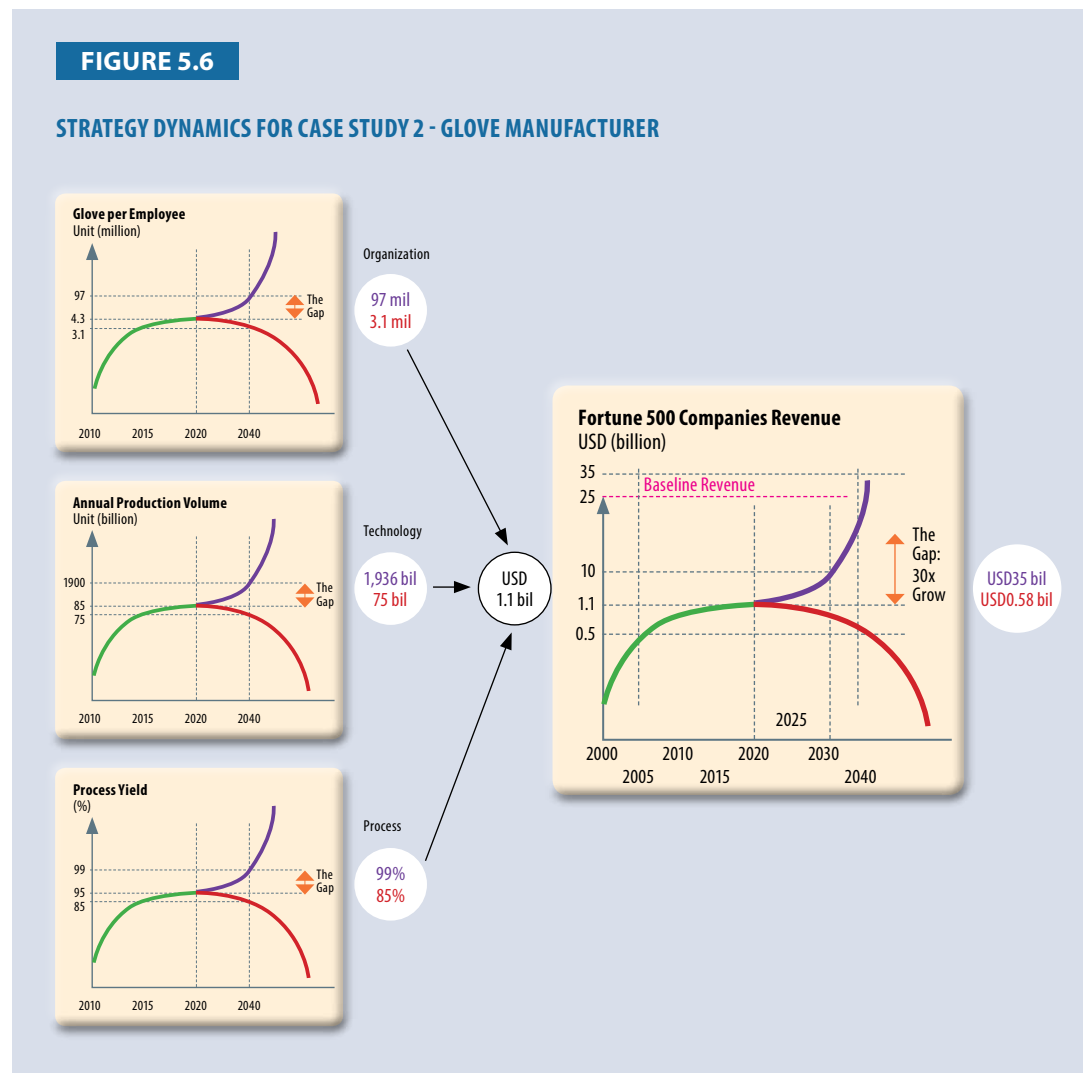 FIGURE 5.6
STRATEGY DYNAMICS FOR CASE STUDY 2 - GLOVE MANUFACTURER
Glove per Employee
Unit (million)
97
4.3
3.1
The
Gap
2010 2015 2020 2040
Organization
97 mil
3.1 mil
Annual Production Volume
Unit (billion)
1900
85
75
The
Gap
2010 2015 2020 2040
Technology
1,936 bil
75 bil
Process Yield
(%)
99
95
85
The
Gap
2010 2015 2020 2040
Process
99%
85%
USD
1.1 bil
Fortune 500 Companies Revenue
USD (billion)
35
Baseline Revenue
25
10
1.1
0.5
The
Gap:
30x
Grow
2025
2000 2010 2020 2030
2005 2015 2040
USD35 bil
USD0.58 bil